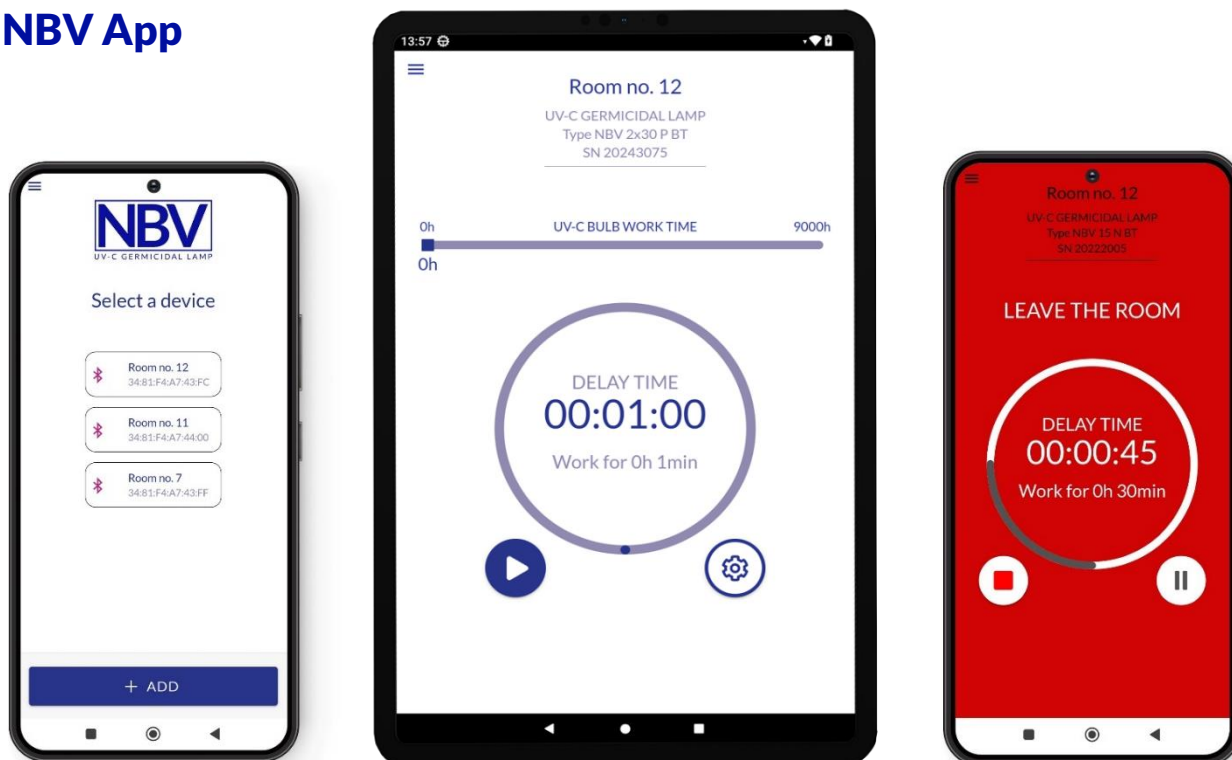 NBV App
NBV
UV-C GERMICIDAL LAMP
Select a device
Room no. 12
34:81:F4:A7:43:FC
Room no. 11
34:81:F4:A7:44:00
Room no. 7
34:81:F4:A7:43:FF
+ ADD
13:57
Room no. 12
UV-C GERMICIDAL LAMP
Type NBV 2x30 P BT
SN 20243075
0h UV-C BULB WORK TIME 9000h
0h
DELAY TIME
00:01:00
Work for 0h 1min
Room no. 12
UV-C GERMICIDAL LAMP
Type NBV 15 N BT
SN 20222005
LEAVE THE ROOM
DELAY TIME
00:00:45
Work for 0h 30min